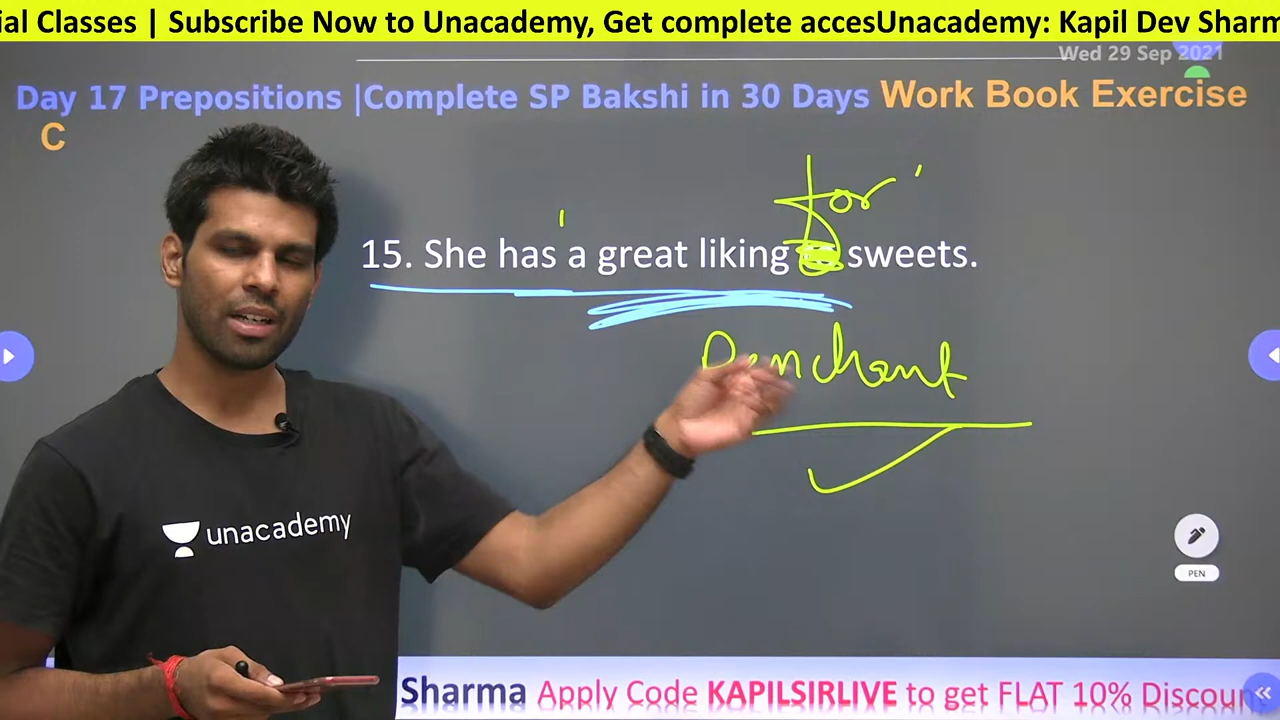 ial Classes | Subscribe Now to Unacademy, Get complete accesUnacademy: Kapil Dev Sharm
Wed 29 Sep 2021
Day 17 Prepositions |Complete SP Bakshi in 30 Days Work Book Exercise
C
for
15. She has a great liking sweets.
Penchant
unacademy
PEN
Sharma Apply Code KAPILSIRLIVE to get FLAT 10% Discoun